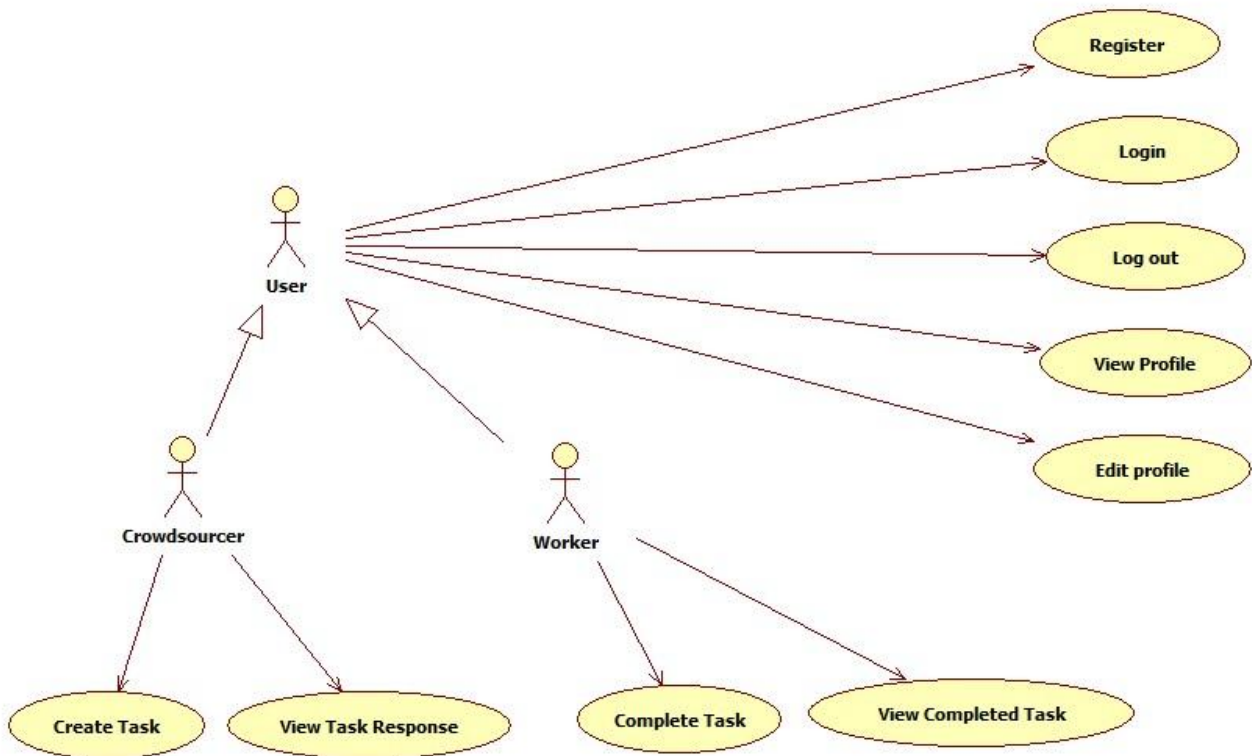 Register
Login
User
Log out
View Profile
Edit profile
Crowdsourcer
Worker
Create Task
View Task Response
Complete Task
View Completed Task